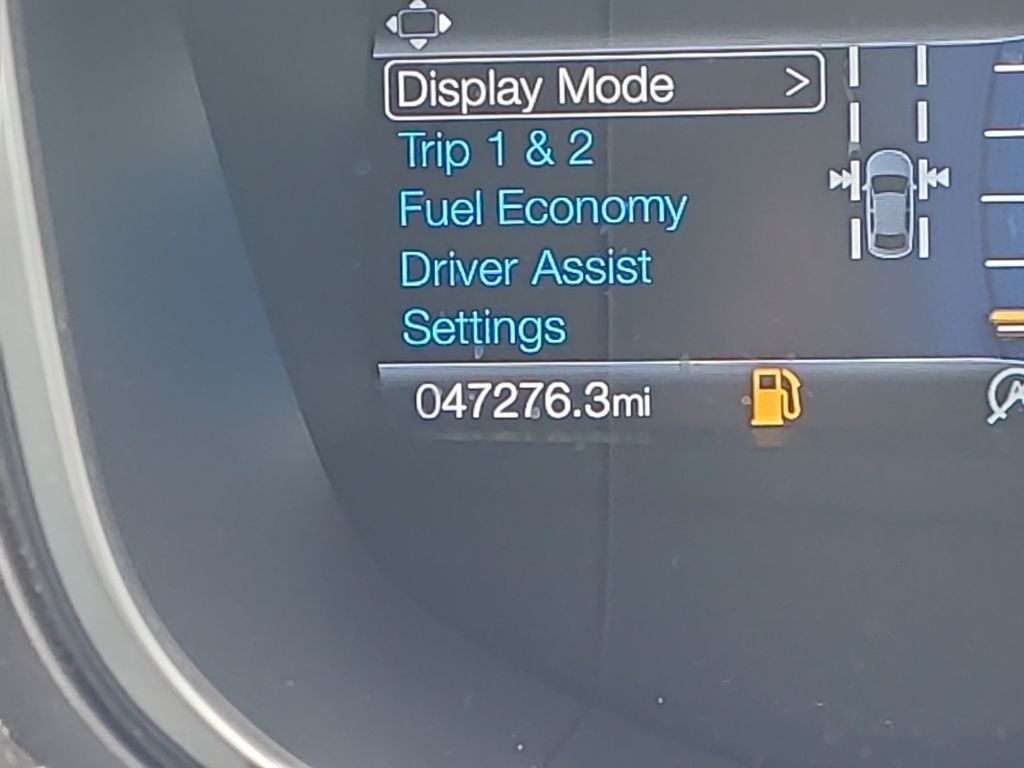 Display Mode >
Trip 1 & 2
Fuel Economy
Driver Assist
Settings
047276.3mi